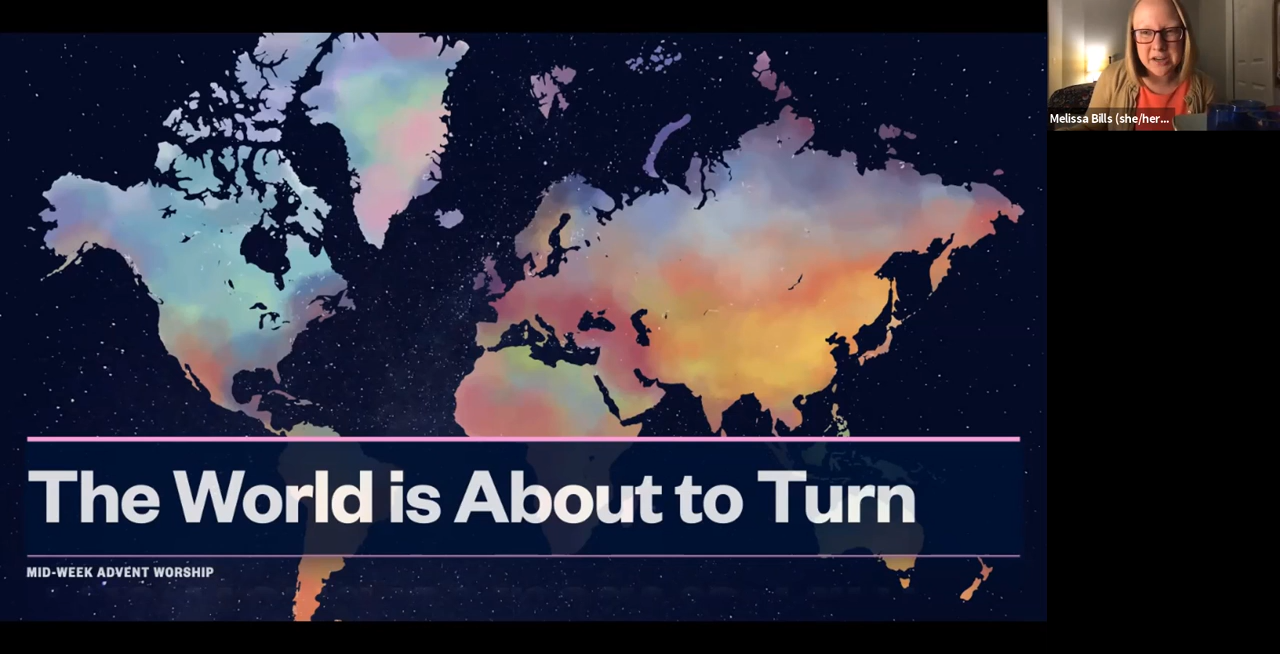 Melissa Bills (she/her...
The World is About to Turn
MID-WEEK ADVENT WORSHIP